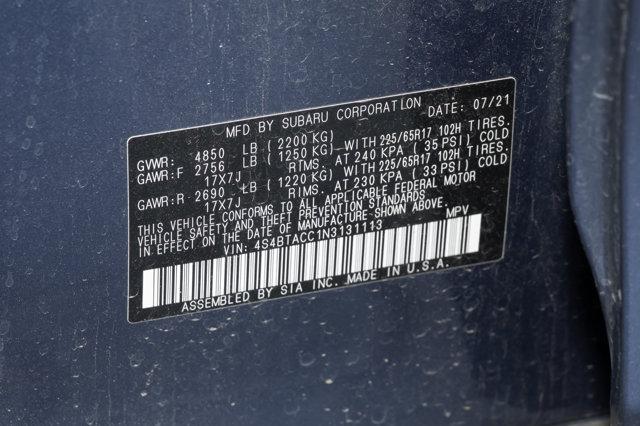 MFD BY SUBARU CORPORATION DATE: 07/21
GVWR: 4850 LB (2200 KG)
GAWR:F 2756 LB (1250 KG) WITH 225/65R17 102H TIRES.
17X7J RIMS. AT 240 KPA (35 PSI) COLD
GAWR:R 2690 LB (1220 KG) WITH 225/65R17 102H TIRES.
17X7J RIMS. AT 230 KPA (33 PSI) COLD
THIS VEHICLE CONFORMS TO ALL APPLICABLE FEDERAL MOTOR
VEHICLE SAFETY AND THEFT PREVENTION STANDARDS
IN EFFECT ON THE DATE OF MANUFACTURE SHOWN ABOVE.
VIN: 4S4BTACC1N3131113 MPV
ASSEMBLED BY SIA INC. MADE IN U.S.A.